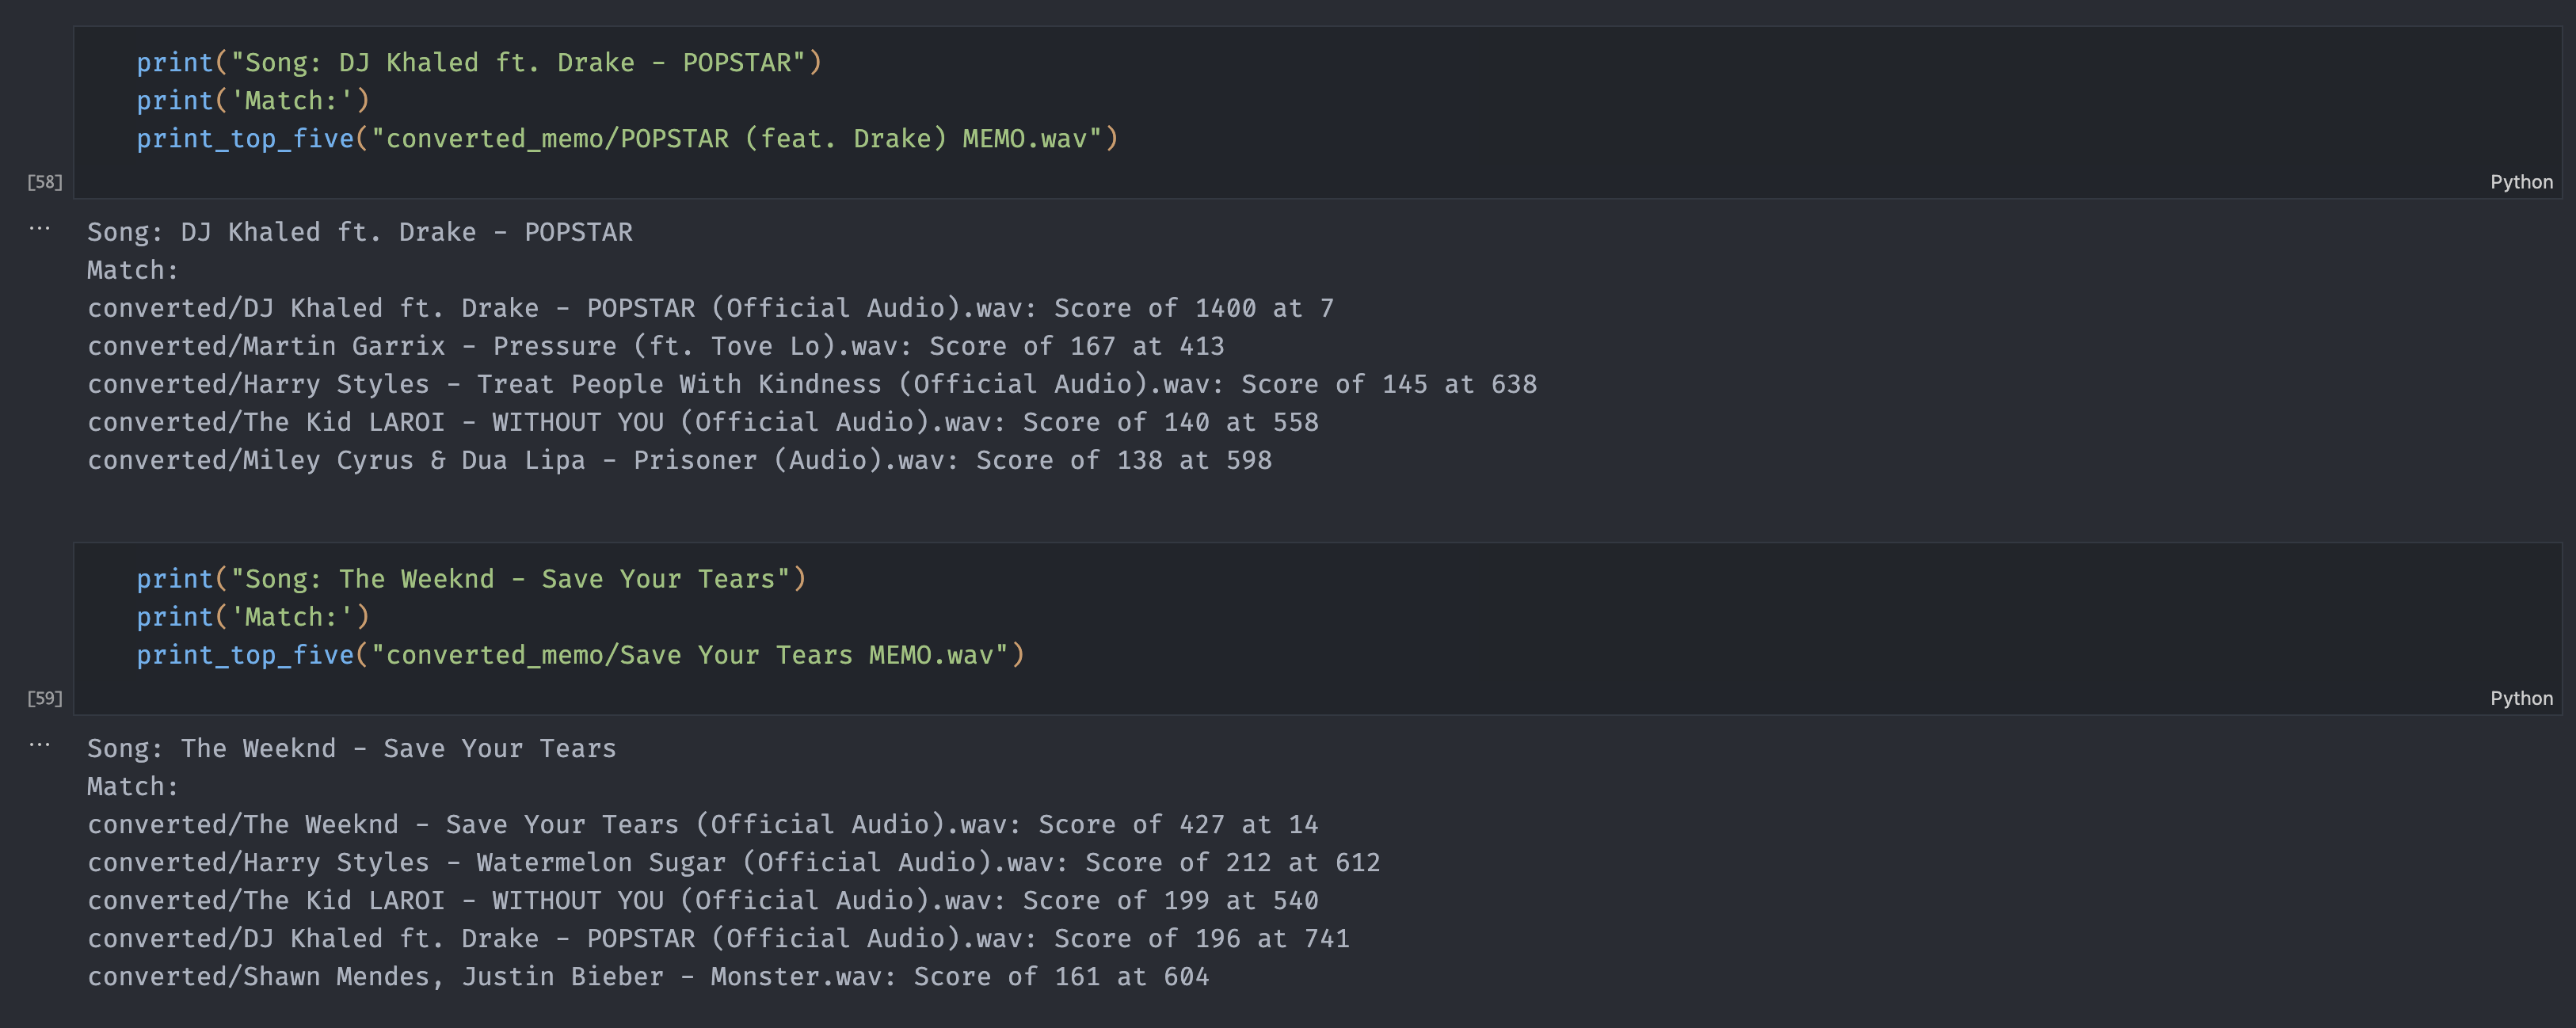 print("Song: DJ Khaled ft. Drake - POPSTAR")
print('Match:')
print_top_five("converted_memo/POPSTAR (feat. Drake) MEMO.wav")
[58]
Python
...
Song: DJ Khaled ft. Drake - POPSTAR
Match:
converted/DJ Khaled ft. Drake - POPSTAR (Official Audio).wav: Score of 1400 at 7
converted/Martin Garrix - Pressure (ft. Tove Lo).wav: Score of 167 at 413
converted/Harry Styles - Treat People With Kindness (Official Audio).wav: Score of 145 at 638
converted/The Kid LAROI - WITHOUT YOU (Official Audio).wav: Score of 140 at 558
converted/Miley Cyrus & Dua Lipa - Prisoner (Audio).wav: Score of 138 at 598
print("Song: The Weeknd - Save Your Tears")
print('Match:')
print_top_five("converted_memo/Save Your Tears MEMO.wav")
[59]
Python
...
Song: The Weeknd - Save Your Tears
Match:
converted/The Weeknd - Save Your Tears (Official Audio).wav: Score of 427 at 14
converted/Harry Styles - Watermelon Sugar (Official Audio).wav: Score of 212 at 612
converted/The Kid LAROI - WITHOUT YOU (Official Audio).wav: Score of 199 at 540
converted/DJ Khaled ft. Drake - POPSTAR (Official Audio).wav: Score of 196 at 741
converted/Shawn Mendes, Justin Bieber - Monster.wav: Score of 161 at 604